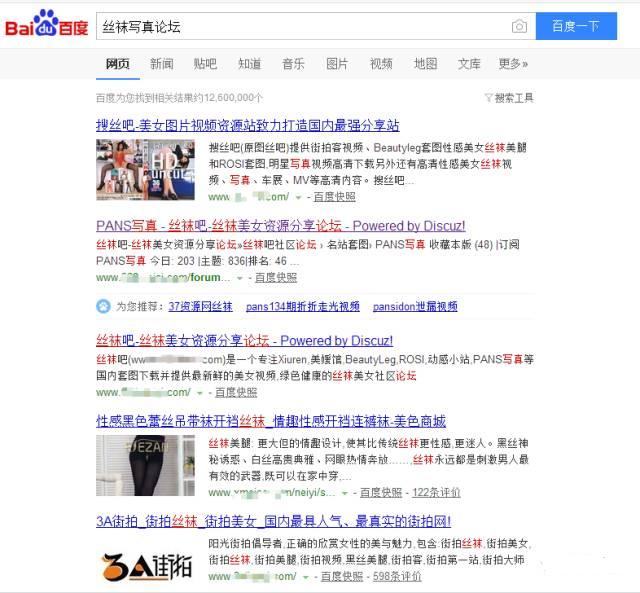 Bai du 百度 丝袜写真论坛 百度一下
网页 新闻 贴吧 知道 音乐 图片 视频 地图 文库 更多»
百度为您找到相关结果约12,600,000个 搜索工具
搜丝吧-美女图片视频资源站致力打造国内最强分享站
搜丝吧(原图丝吧)提供街拍客视频、Beautyleg套图性感美女丝袜美腿
和ROSI套图,明星写真视频高清下载另外还有高清性感美女丝袜视
频、写真、车展、MV等高清内容。搜丝吧...
HD
uncut
www. om/ - 百度快照
PANS写真 - 丝袜吧-丝袜美女资源分享论坛 - Powered by Discuz!
丝袜吧-丝袜美女资源分享论坛»丝袜吧社区论坛 › 名站套图› PANS写真 收藏本版 (48) |订阅
PANS写真 今日: 203 |主题: 836|排名: 46 ...
www. com/forum... - 百度快照
为您推荐: 37资源网丝袜 pans134期折折走光视频 pansidon泄漏视频
丝袜吧-丝袜美女资源分享论坛 - Powered by Discuz!
丝袜吧(ww com)是一个专注Xiuren,美媛馆,BeautyLeg,ROSI,动感小站,PANS写真等
国内套图下载并提供最新鲜的美女视频,绿色健康的丝袜美女社区论坛
www. com/ - 百度快照
性感黑色蕾丝吊带袜开裆丝袜_情趣性感开裆连裤袜-美色商城
丝袜美腿: 更大但的情趣设计,使其比传统丝袜更性感,更迷人。黑丝神
秘诱惑、白丝高贵典雅、网眼热情奔放……,丝袜永远都是刺激男人最
有效的武器,既可以在家中穿,...
www. m/neiyi/s... - 百度快照 - 122条评价
3A街拍_街拍丝袜_街拍美女_国内最具人气、最真实的街拍网!
阳光街拍倡导者,正确的欣赏女性的美与魅力,包含:街拍丝袜,街拍美女,
街拍丝袜,街拍美腿,街拍视频,黑丝美腿,街拍客,街拍第一站,街拍大师
3A街拍
www. om/ - 百度快照 - 598条评价